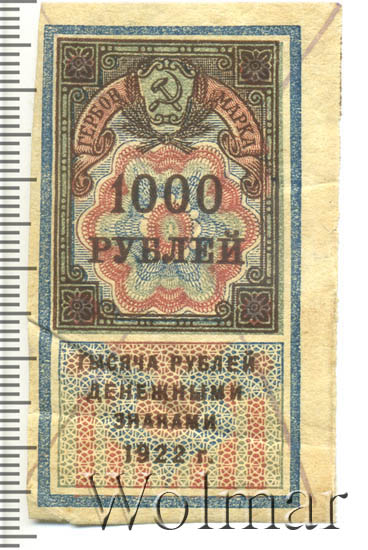 ГЕРБОВ. МАРКА
1000
РУБЛЕЙ
ТЫСЯЧА РУБЛЕЙ
ДЕНЕЖНЫМИ
ЗНАКАМИ
1922 г.
Wolmar